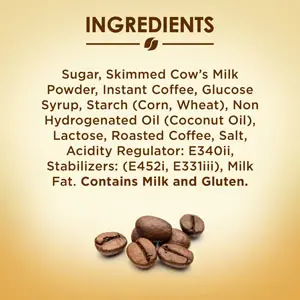 INGREDIENTS
Sugar, Skimmed Cow's Milk
Powder, Instant Coffee, Glucose
Syrup, Starch (Corn, Wheat), Non
Hydrogenated Oil (Coconut Oil),
Lactose, Roasted Coffee, Salt,
Acidity Regulator: E340ii,
Stabilizers: (E452i, E331iii), Milk
Fat. Contains Milk and Gluten.